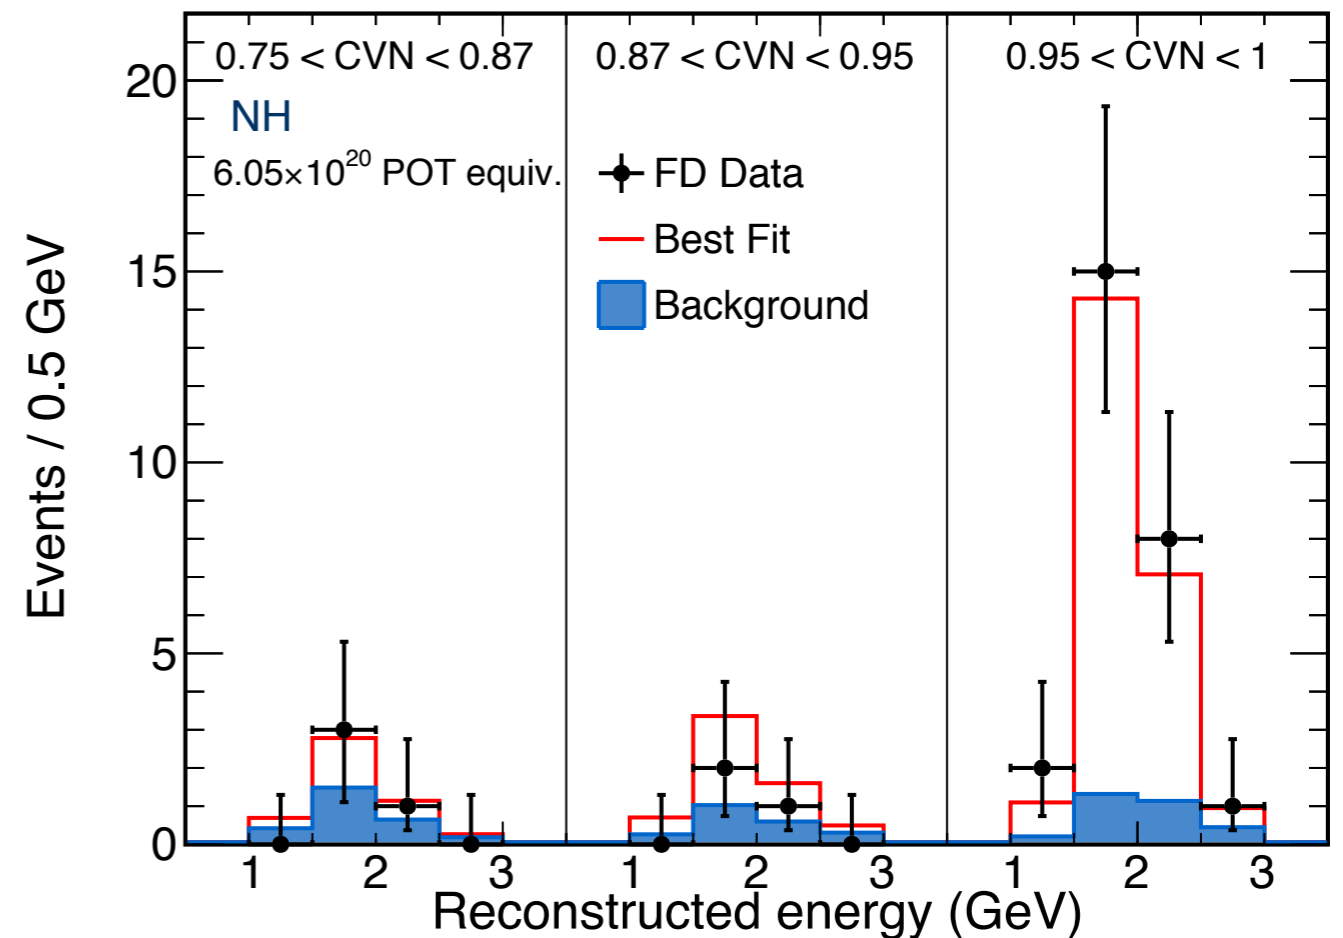 0.75 < CVN < 0.87
0.87 < CVN < 0.95
0.95 < CVN < 1
NH
6.05×10²⁰ POT equiv.
FD Data
Best Fit
Background
Events / 0.5 GeV
20
15
10
5
0
1 2 3 1 2 3 1 2 3
Reconstructed energy (GeV)